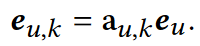 𝒆_{u,k} = 𝐚_{u,k} 𝒆_u.